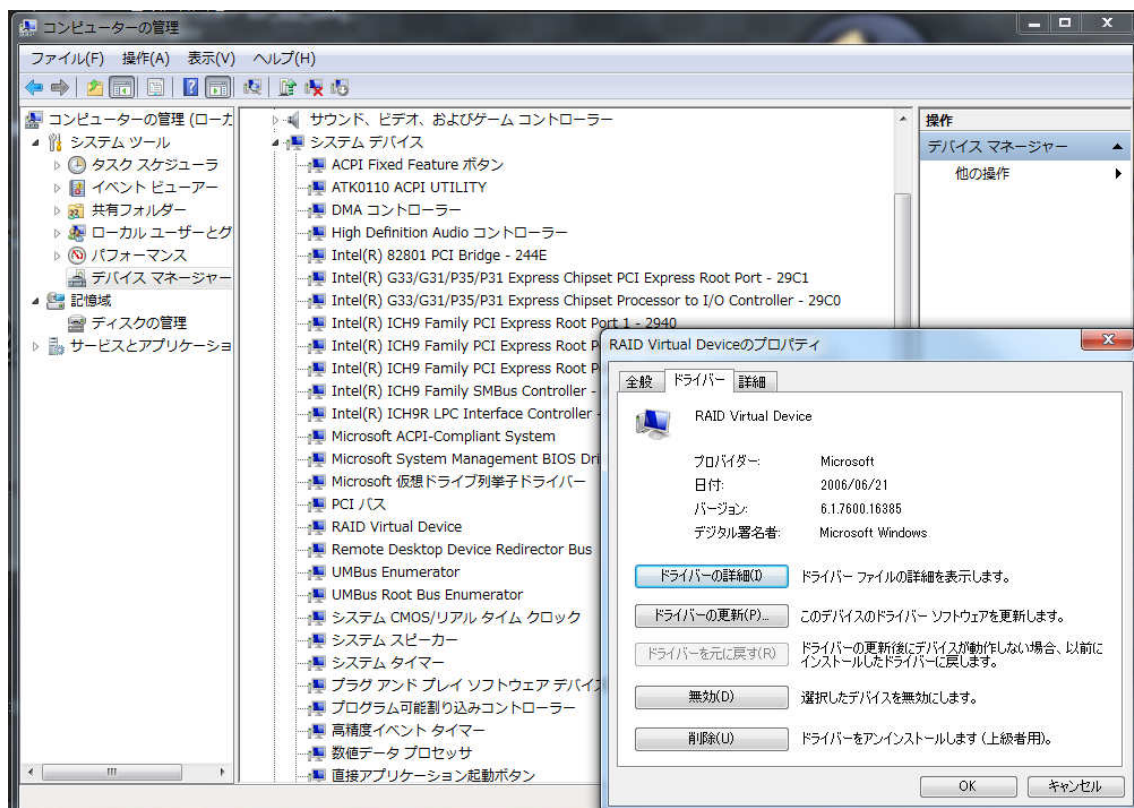 コンピューターの管理
ファイル(F) 操作(A) 表示(V) ヘルプ(H)
コンピューターの管理 (ローカ
システム ツール
タスク スケジューラ
イベント ビューアー
共有フォルダー
ローカル ユーザーとグ
パフォーマンス
デバイス マネージャー
記憶域
ディスクの管理
サービスとアプリケーショ
サウンド、ビデオ、およびゲーム コントローラー
システム デバイス
ACPI Fixed Feature ボタン
ATK0110 ACPI UTILITY
DMA コントローラー
High Definition Audio コントローラー
Intel(R) 82801 PCI Bridge - 244E
Intel(R) G33/G31/P35/P31 Express Chipset PCI Express Root Port - 29C1
Intel(R) G33/G31/P35/P31 Express Chipset Processor to I/O Controller - 29C0
Intel(R) ICH9 Family PCI Express Root Port 1 - 2940
Intel(R) ICH9 Family PCI Express Root P
Intel(R) ICH9 Family PCI Express Root P
Intel(R) ICH9 Family SMBus Controller -
Intel(R) ICH9R LPC Interface Controller -
Microsoft ACPI-Compliant System
Microsoft System Management BIOS Dri
Microsoft 仮想ドライブ列挙子ドライバー
PCI バス
RAID Virtual Device
Remote Desktop Device Redirector Bus
UMBus Enumerator
UMBus Root Bus Enumerator
システム CMOS/リアル タイム クロック
システム スピーカー
システム タイマー
プラグ アンド プレイ ソフトウェア デバイス
プログラム可能割り込みコントローラー
高精度イベント タイマー
数値データ プロセッサ
直接アプリケーション起動ボタン
操作
デバイス マネージャー
他の操作
RAID Virtual Deviceのプロパティ
全般 ドライバー 詳細
RAID Virtual Device
プロバイダー: Microsoft
日付: 2006/06/21
バージョン: 6.1.7600.16385
デジタル署名者: Microsoft Windows
ドライバーの詳細(I) ドライバー ファイルの詳細を表示します。
ドライバーの更新(P)... このデバイスのドライバー ソフトウェアを更新します。
ドライバーを元に戻す(R) ドライバーの更新後にデバイスが動作しない場合、以前に
インストールしたドライバーに戻します。
無効(D) 選択したデバイスを無効にします。
削除(U) ドライバーをアンインストールします (上級者用)。
OK キャンセル